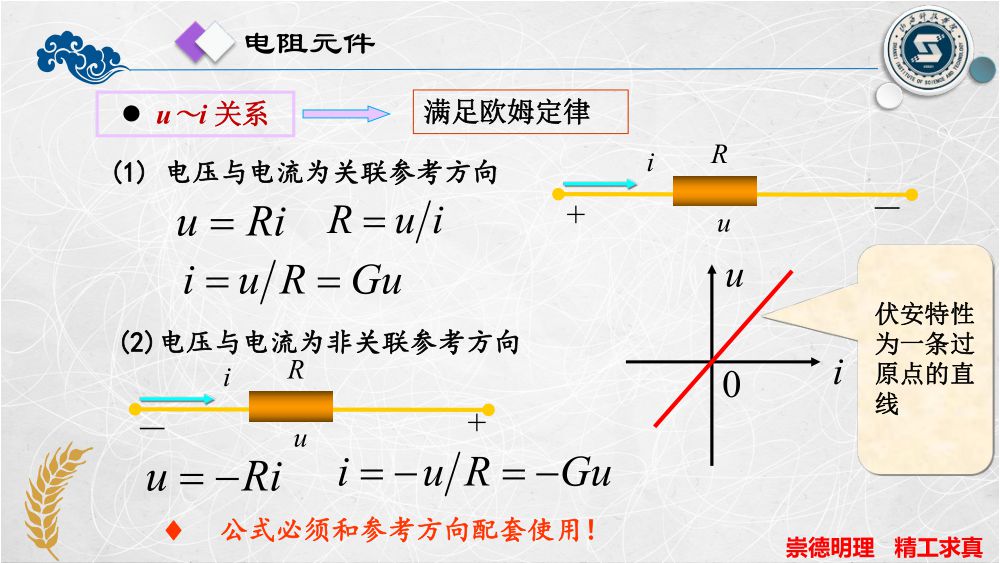 电阻元件
● u～i 关系
满足欧姆定律
(1) 电压与电流为关联参考方向
i R
+ u −
u = Ri R = u/i
i = u/R = Gu
u
0
i
伏安特性
为一条过
原点的直
线
(2)电压与电流为非关联参考方向
i R
− u +
u = −Ri i = −u/R = −Gu
♦ 公式必须和参考方向配套使用！
崇德明理 精工求真